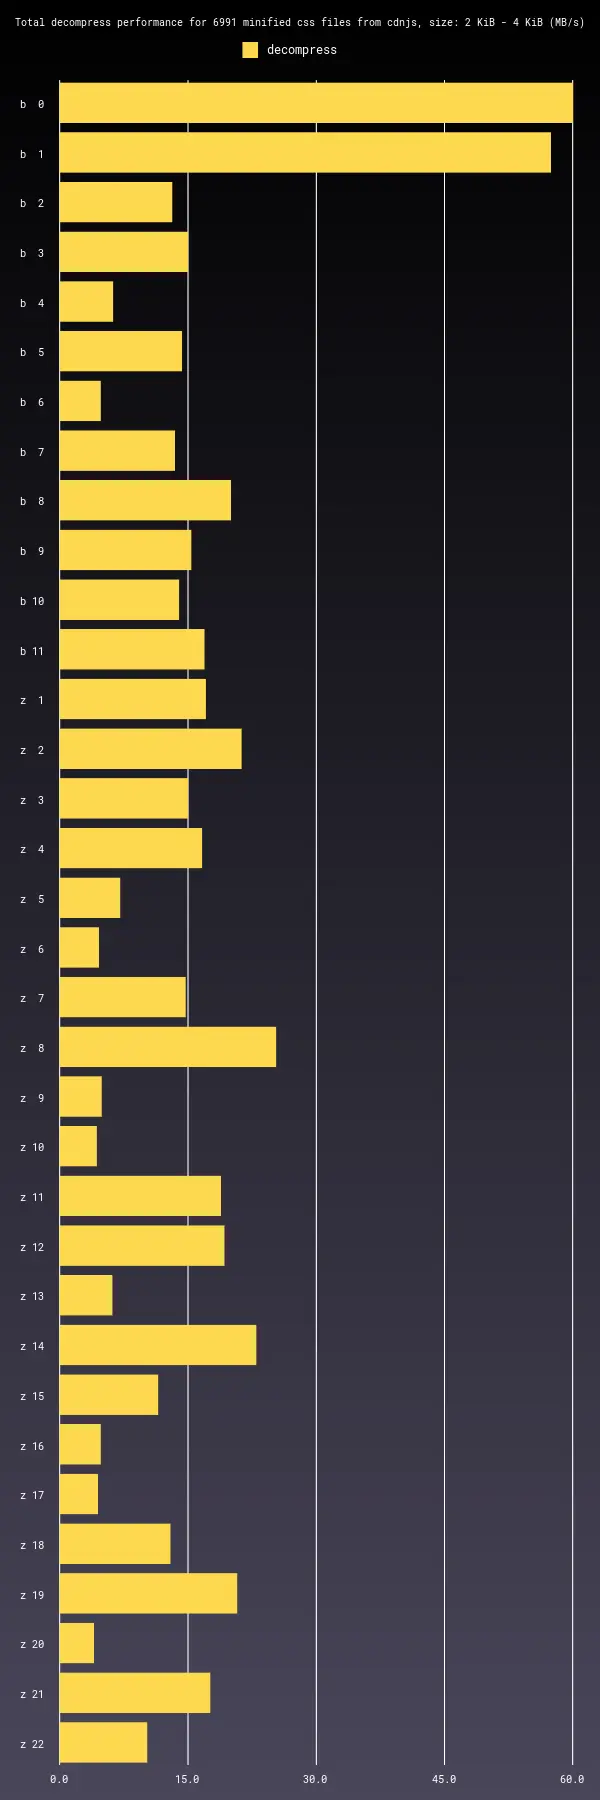 Total decompress performance for 6991 minified css files from cdnjs, size: 2 KiB - 4 KiB (MB/s)
decompress
b  0
b  1
b  2
b  3
b  4
b  5
b  6
b  7
b  8
b  9
b 10
b 11
z  1
z  2
z  3
z  4
z  5
z  6
z  7
z  8
z  9
z 10
z 11
z 12
z 13
z 14
z 15
z 16
z 17
z 18
z 19
z 20
z 21
z 22
0.0 15.0 30.0 45.0 60.0